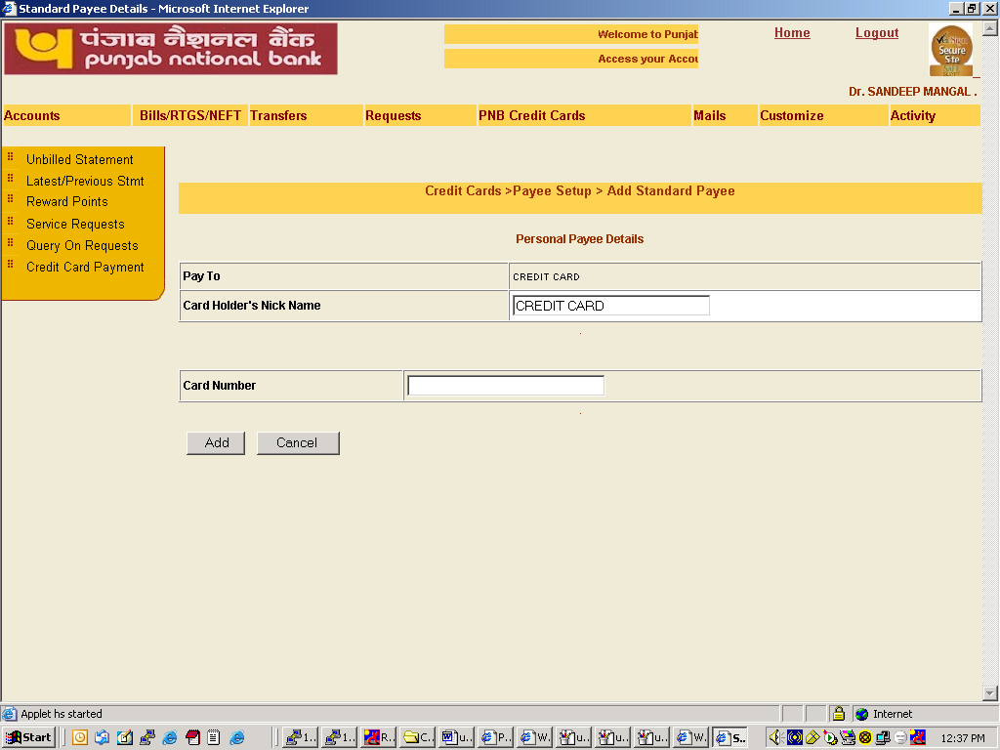 Standard Payee Details - Microsoft Internet Explorer
पंजाब नैशनल बैंक
punjab national bank
Welcome to Punjab
Access your Accou
Home
Logout
VeriSign
Secure
Site
Dr. SANDEEP MANGAL .
Accounts
Bills/RTGS/NEFT
Transfers
Requests
PNB Credit Cards
Mails
Customize
Activity
Unbilled Statement
Latest/Previous Stmt
Reward Points
Service Requests
Query On Requests
Credit Card Payment
Credit Cards >Payee Setup > Add Standard Payee
Personal Payee Details
Pay To
CREDIT CARD
Card Holder's Nick Name
CREDIT CARD
.
Card Number
.
Add
Cancel
Applet hs started
Internet
Start
1..
1..
R..
C..
u..
P..
W..
u..
u..
u..
W..
S..
12:37 PM